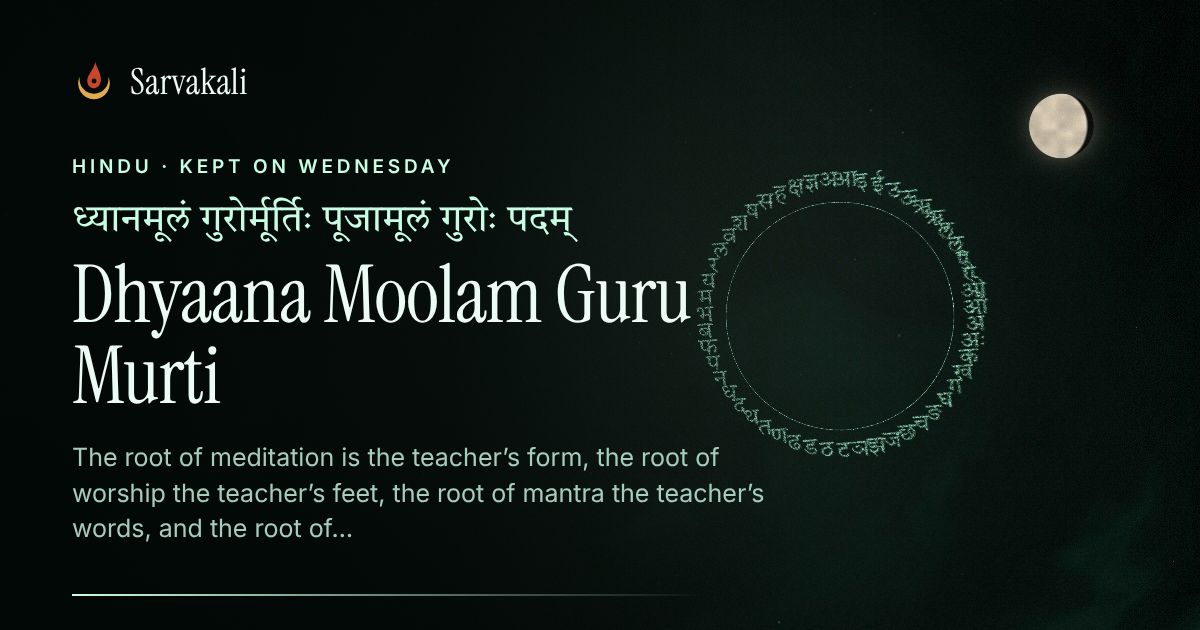 Sarvakali
HINDU · KEPT ON WEDNESDAY
ध्यानमूलं गुरोर्मूर्तिः पूजामूलं गुरोः पदम्
Dhyaana Moolam Guru
Murti
The root of meditation is the teacher’s form, the root of
worship the teacher’s feet, the root of mantra the teacher’s
words, and the root of…